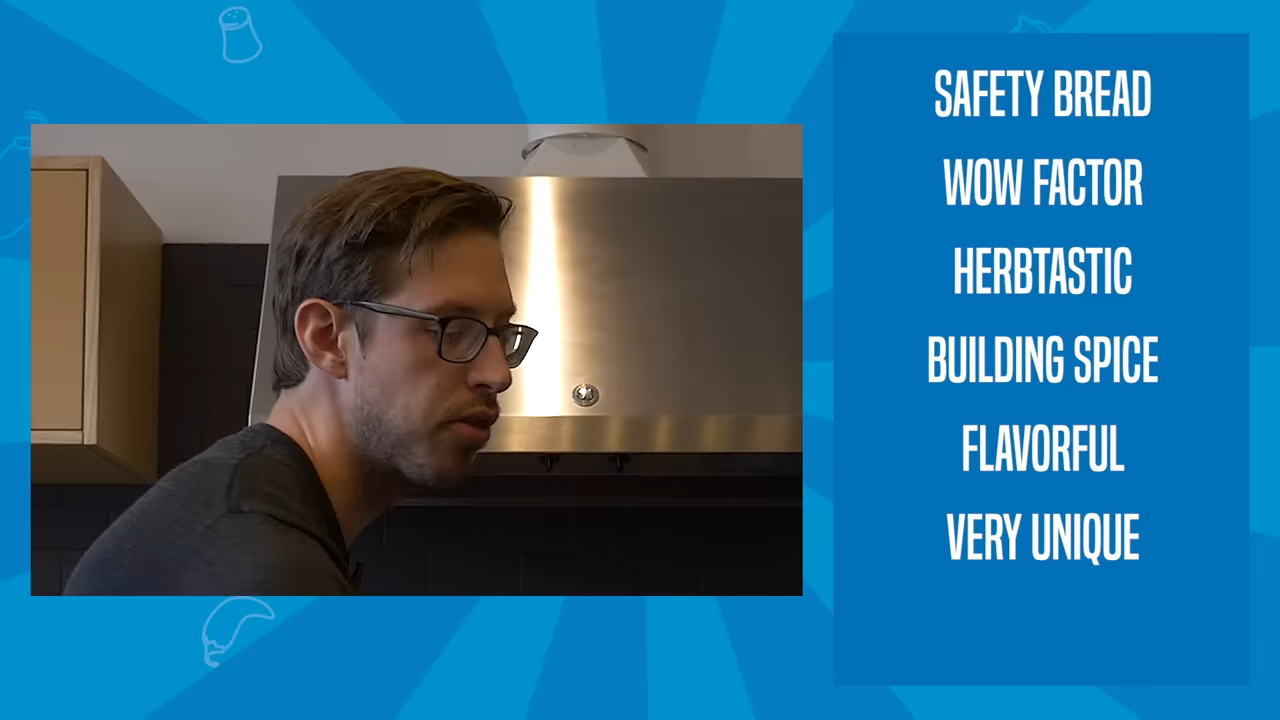 SAFETY BREAD
WOW FACTOR
HERBTASTIC
BUILDING SPICE
FLAVORFUL
VERY UNIQUE